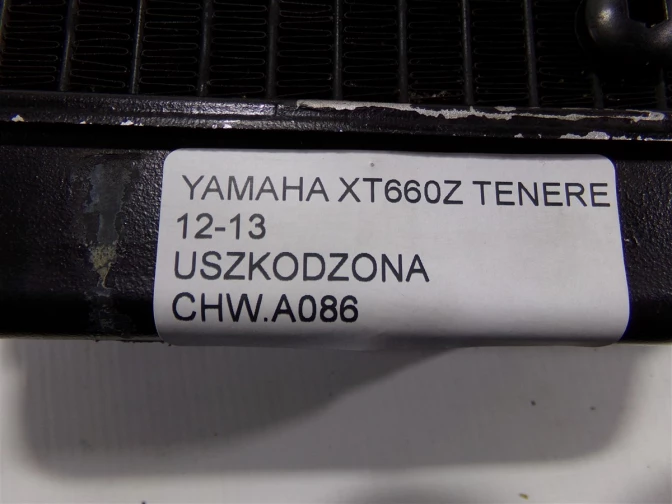 YAMAHA XT660Z TENERE
12-13
USZKODZONA
CHW.A086